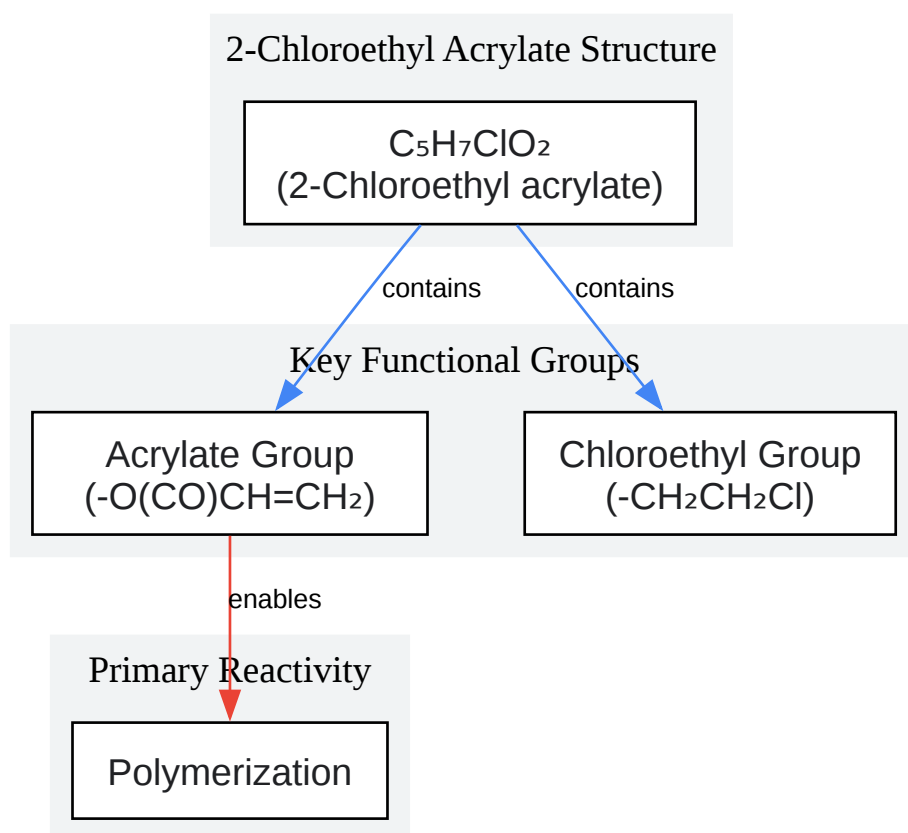 2-Chloroethyl Acrylate Structure
C₅H₇ClO₂
(2-Chloroethyl acrylate)
contains
contains
Key Functional Groups
Acrylate Group
(-O(CO)CH=CH₂)
Chloroethyl Group
(-CH₂CH₂Cl)
enables
Primary Reactivity
Polymerization